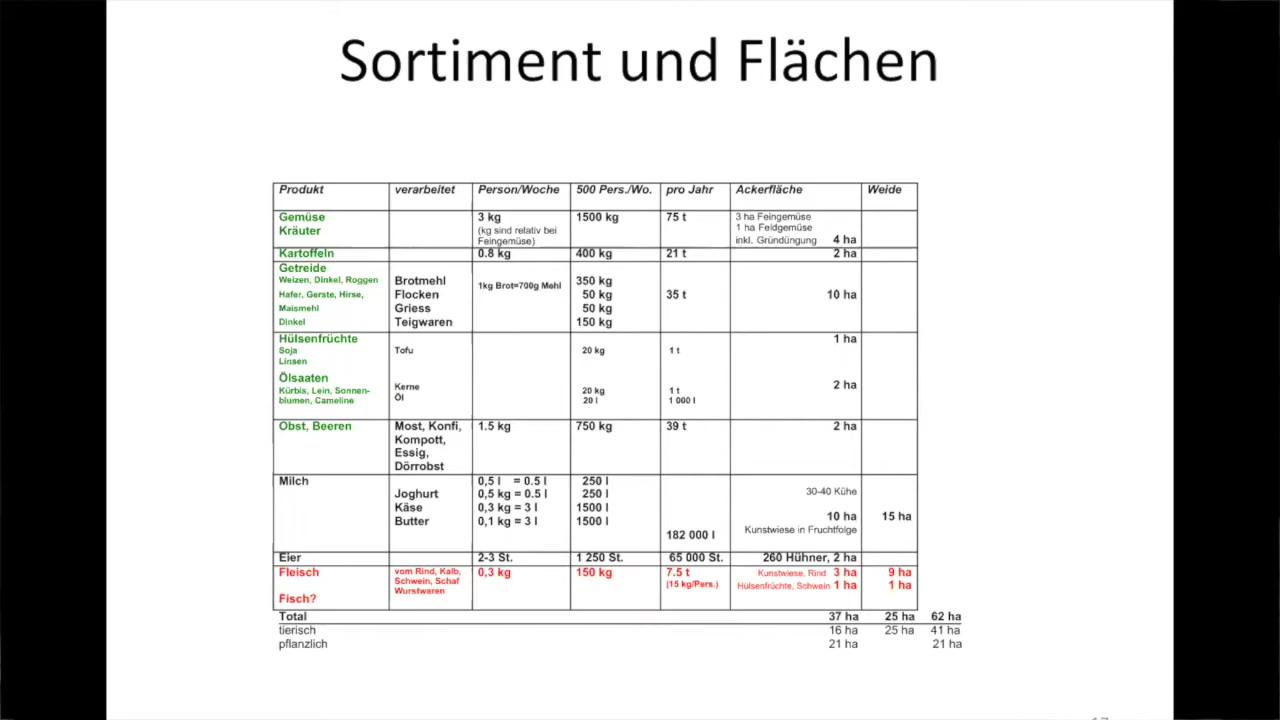 Sortiment und Flächen
Produkt verarbeitet Person/Woche 500 Pers./Wo. pro Jahr Ackerfläche Weide
Gemüse 3 kg 1500 kg 75 t 3 ha Feingemüse
Kräuter (kg sind relativ bei 1 ha Feldgemüse
Feingemüse) inkl. Gründüngung 4 ha
Kartoffeln 0.8 kg 400 kg 21 t 2 ha
Getreide
Weizen, Dinkel, Roggen Brotmehl 1kg Brot=700g Mehl 350 kg
Hafer, Gerste, Hirse, Flocken 50 kg 35 t 10 ha
Maismehl Griess 50 kg
Dinkel Teigwaren 150 kg
Hülsenfrüchte 1 ha
Soja Tofu 20 kg 1 t
Linsen
Ölsaaten 2 ha
Kürbis, Lein, Sonnen- Kerne 20 kg 1 t
blumen, Cameline Öl 20 l 1 000 l
Obst, Beeren Most, Konfi, 1.5 kg 750 kg 39 t 2 ha
Kompott,
Essig,
Dörrobst
Milch 0,5 l = 0.5 l 250 l
Joghurt 0,5 kg = 0.5 l 250 l 30-40 Kühe
Käse 0,3 kg = 3 l 1500 l 10 ha 15 ha
Butter 0,1 kg = 3 l 1500 l Kunstwiese in Fruchtfolge
182 000 l
Eier 2-3 St. 1 250 St. 65 000 St. 260 Hühner, 2 ha
Fleisch vom Rind, Kalb, 0,3 kg 150 kg 7.5 t Kunstwiese, Rind 3 ha 9 ha
Schwein, Schaf (15 kg/Pers.) Hülsenfrüchte, Schwein 1 ha 1 ha
Wurstwaren
Fisch?
Total 37 ha 25 ha 62 ha
tierisch 16 ha 25 ha 41 ha
pflanzlich 21 ha 21 ha